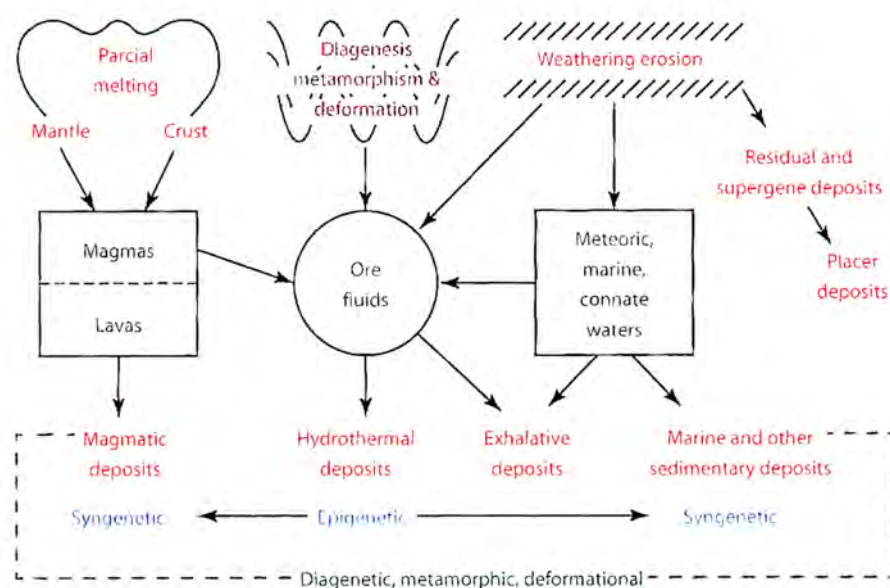 Parcial
melting
Mantle
Crust
Diagenesis
metamorphism &
deformation
Weathering erosion
Residual and
supergene deposits
Placer
deposits
Magmas
Lavas
Ore
fluids
Meteoric,
marine,
connate
waters
Magmatic
deposits
Hydrothermal
deposits
Exhalative
deposits
Marine and other
sedimentary deposits
Syngenetic
Epigenetic
Syngenetic
Diagenetic, metamorphic, deformational